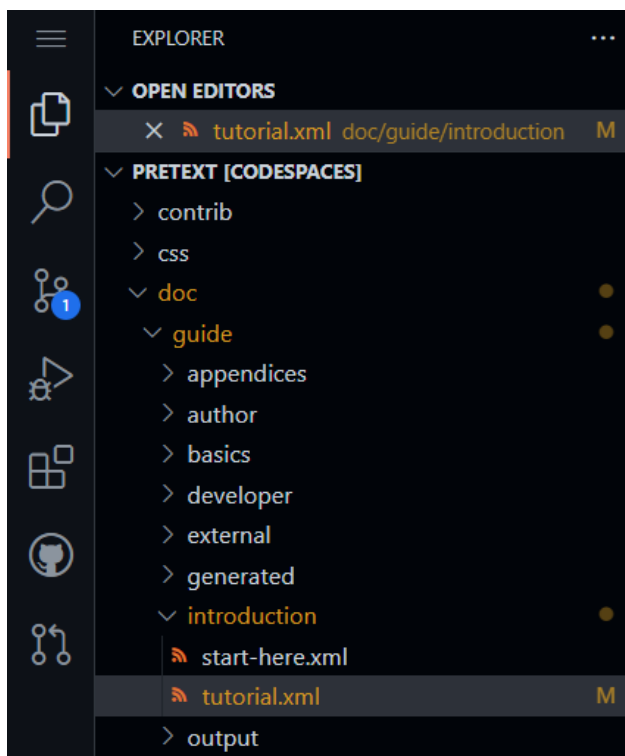 EXPLORER ...
OPEN EDITORS
tutorial.xml doc/guide/introduction M
PRETEXT [CODESPACES]
contrib
css
doc
guide
appendices
author
basics
developer
external
generated
introduction
start-here.xml
tutorial.xml M
output
1